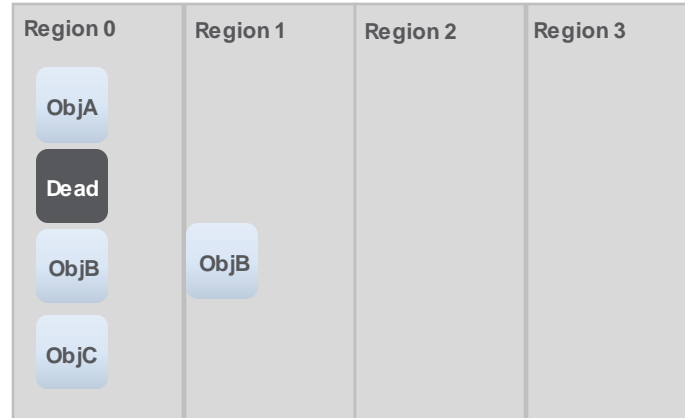 Region 0
Region 1
Region 2
Region 3
ObjA
Dead
ObjB
ObjB
ObjC